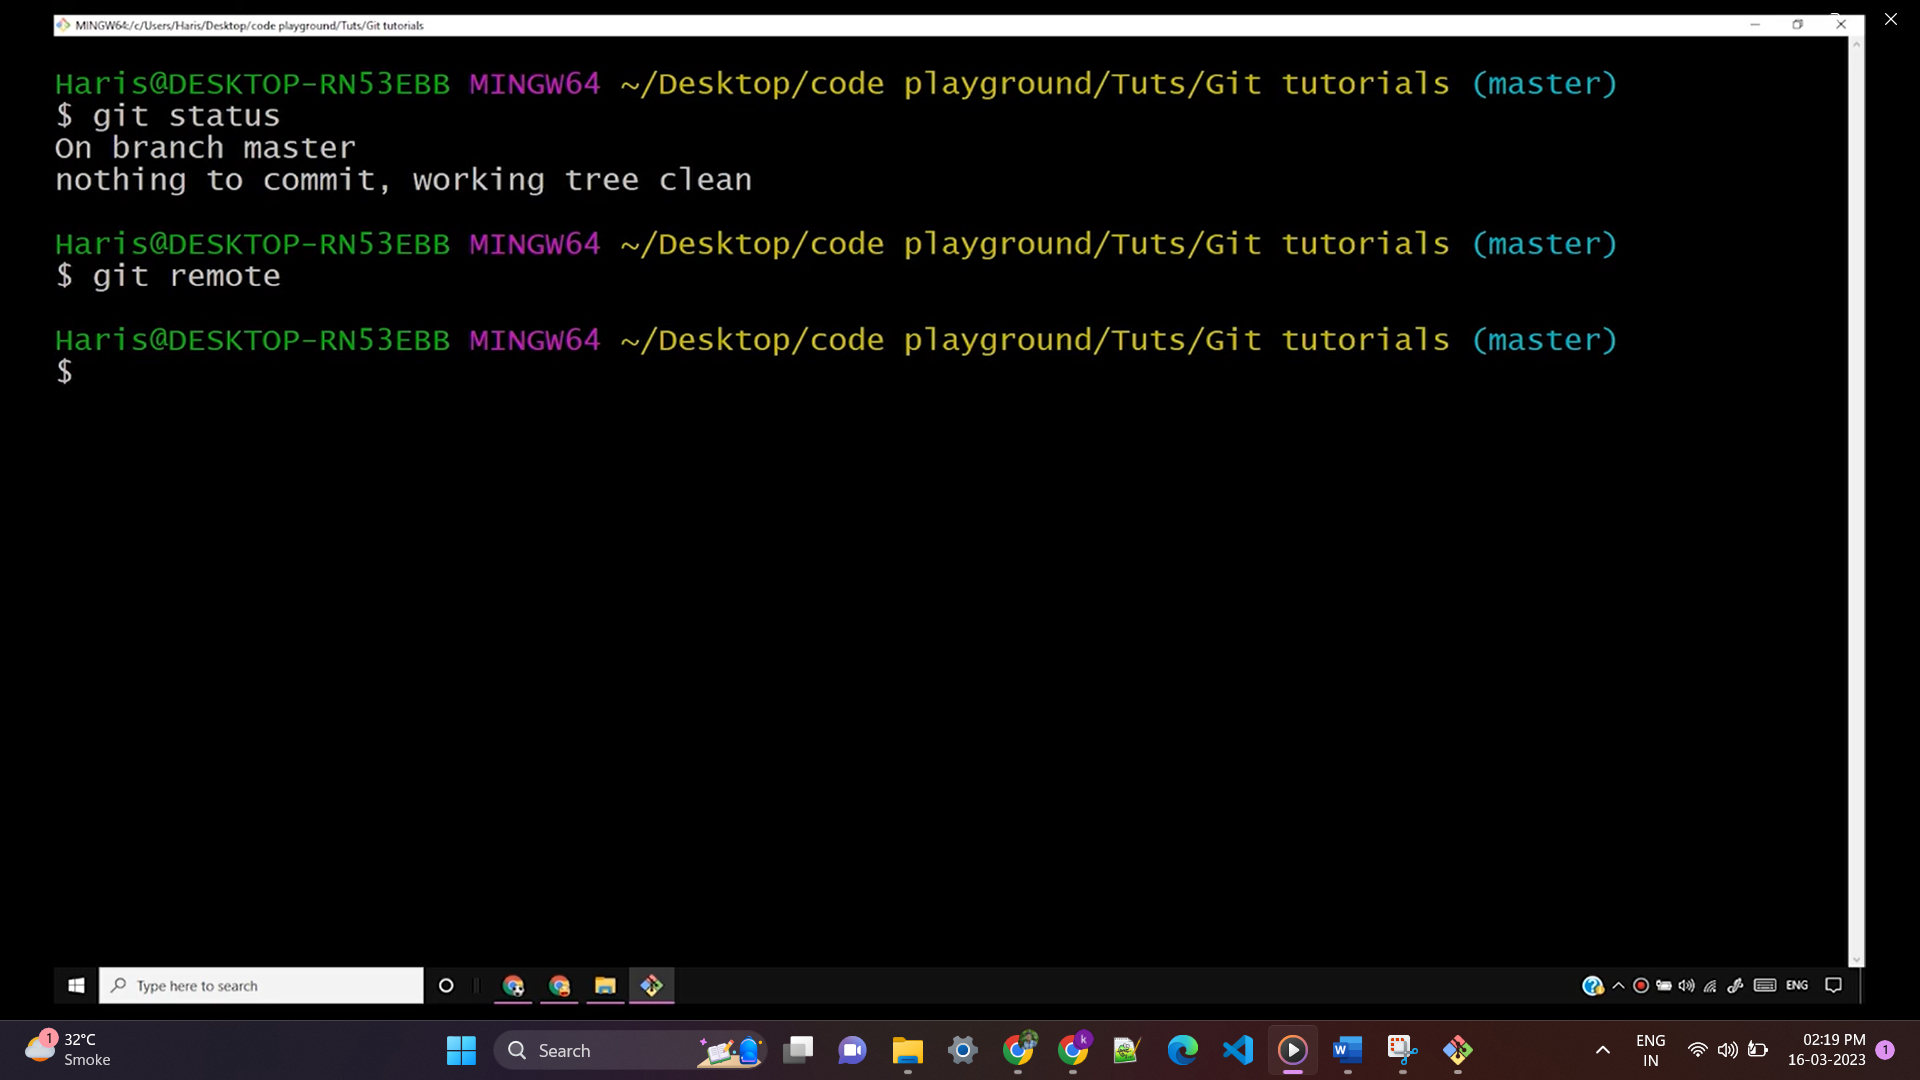 MINGW64:/c/Users/Haris/Desktop/code playground/Tuts/Git tutorials
Haris@DESKTOP-RN53EBB MINGW64 ~/Desktop/code playground/Tuts/Git tutorials (master)
$ git status
On branch master
nothing to commit, working tree clean
Haris@DESKTOP-RN53EBB MINGW64 ~/Desktop/code playground/Tuts/Git tutorials (master)
$ git remote
Haris@DESKTOP-RN53EBB MINGW64 ~/Desktop/code playground/Tuts/Git tutorials (master)
$
Type here to search
ENG
1
32°C
Smoke
Search
k
W
ENG
IN
02:19 PM
16-03-2023
1